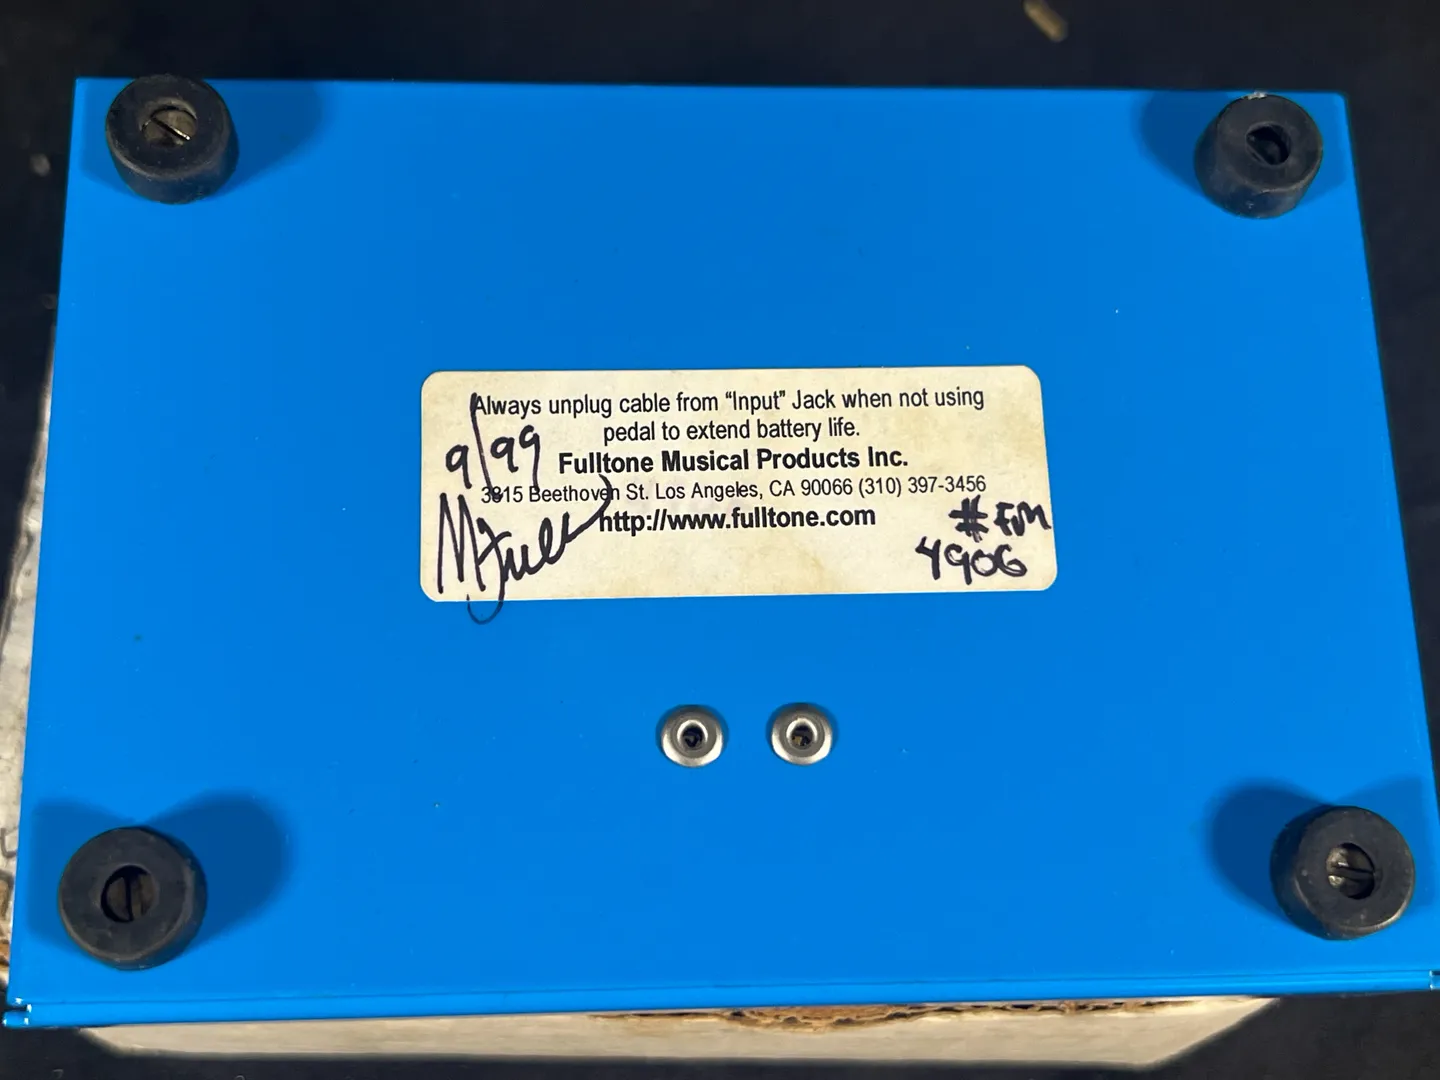 Always unplug cable from “Input” Jack when not using
pedal to extend battery life.
9/99
Fulltone Musical Products Inc.
3815 Beethoven St. Los Angeles, CA 90066 (310) 397-3456
http://www.fulltone.com
M Fuller
# FM
4906